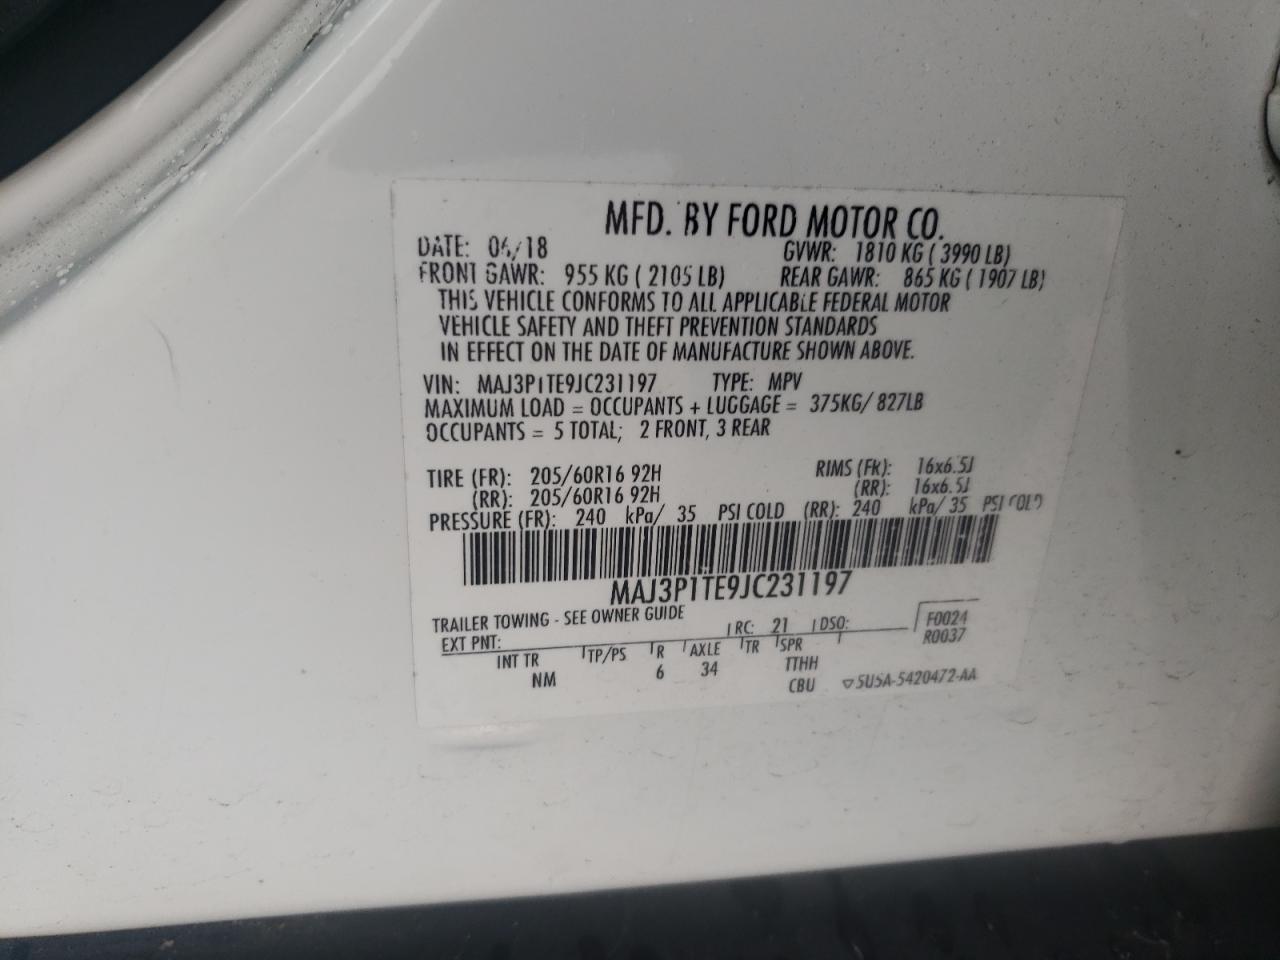 MFD. BY FORD MOTOR CO.
DATE: 06/18 GVWR: 1810 KG ( 3990 LB)
FRONT GAWR: 955 KG ( 2105 LB) REAR GAWR: 865 KG ( 1907 LB)
THIS VEHICLE CONFORMS TO ALL APPLICABLE FEDERAL MOTOR
VEHICLE SAFETY AND THEFT PREVENTION STANDARDS
IN EFFECT ON THE DATE OF MANUFACTURE SHOWN ABOVE.
VIN: MAJ3P1TE9JC231197 TYPE: MPV
MAXIMUM LOAD = OCCUPANTS + LUGGAGE = 375KG/ 827LB
OCCUPANTS = 5 TOTAL; 2 FRONT, 3 REAR
TIRE (FR): 205/60R16 92H RIMS (FR): 16x6.5J
(RR): 205/60R16 92H (RR): 16x6.5J
PRESSURE (FR): 240 kPa/ 35 PSI COLD (RR): 240 kPa/ 35 PSI COLD
MAJ3P1TE9JC231197
TRAILER TOWING - SEE OWNER GUIDE
EXT PNT: RC: 21 DSO: F0024
R0037
INT TR TP/PS R AXLE TR SPR
NM 6 34 TTHH
CBU ▽5U5A-5420472-AA